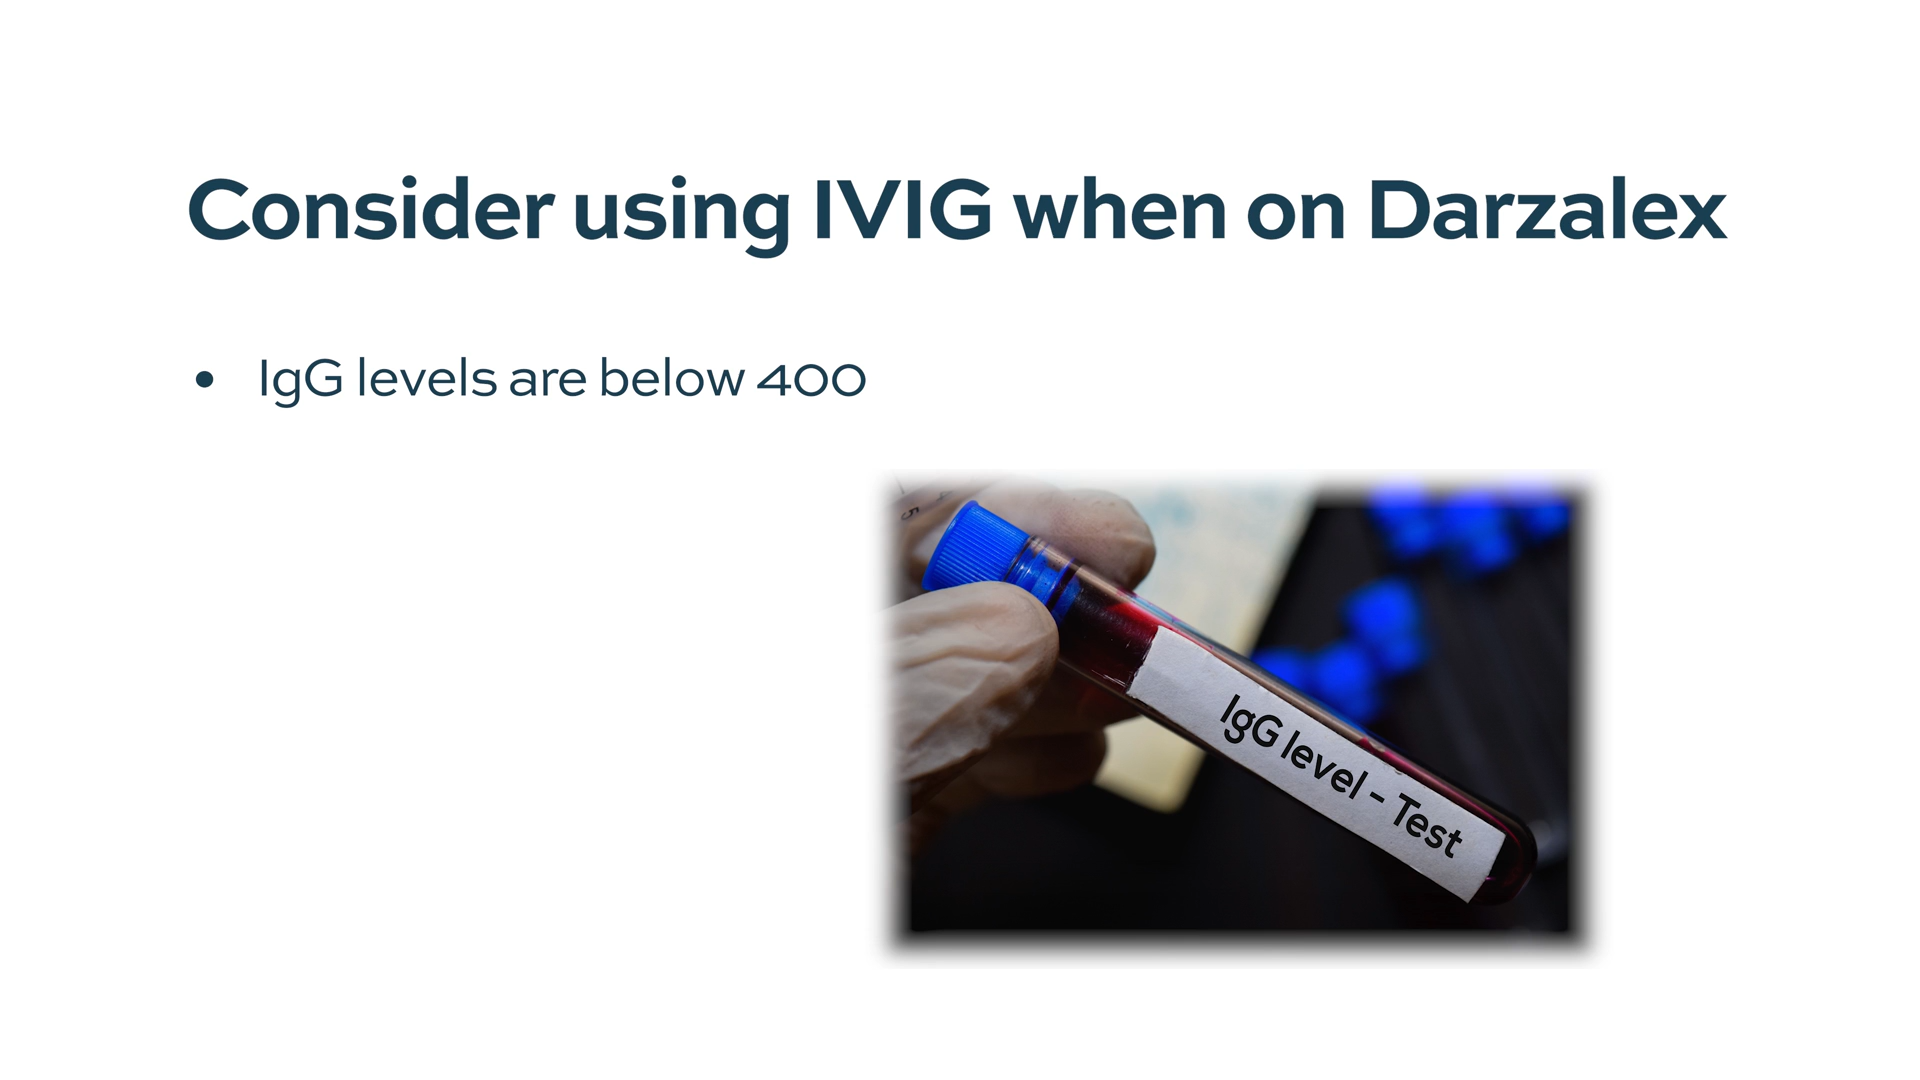 Consider using IVIG when on Darzalex
• IgG levels are below 400
IgG level - Test